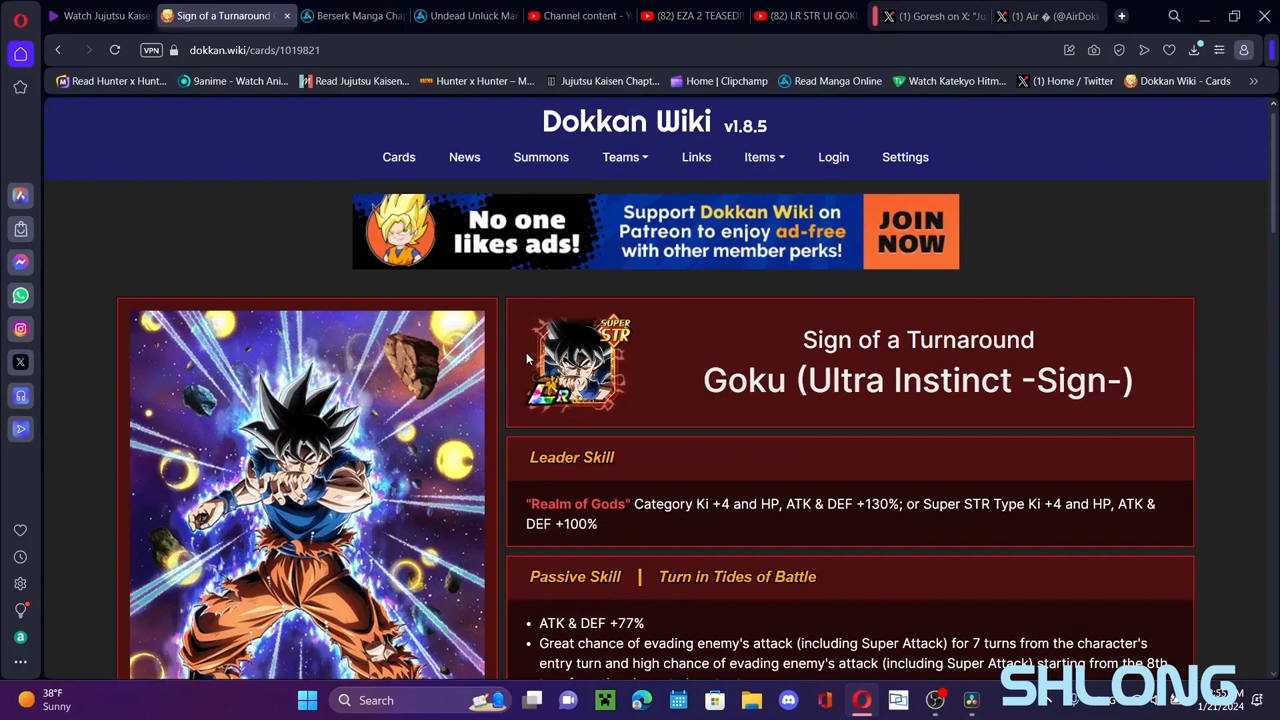 Watch Jujutsu Kaise
Sign of a Turnaround
Berserk Manga Cha
Undead Unluck Ma
Channel content - Y
(82) EZA 2 TEASED!!
(82) LR STR UI GOK
(1) Goresh on X: "Ju
(1) Air � (@AirDok
VPN dokkan.wiki/cards/1019821
Read Hunter x Hunt...
9anime - Watch Ani...
Read Jujutsu Kaisen...
Hunter x Hunter – M...
Jujutsu Kaisen Chapt...
Home | Clipchamp
Read Manga Online
Watch Katekyo Hitm...
(1) Home / Twitter
Dokkan Wiki - Cards
Dokkan Wiki v1.8.5
Cards News Summons Teams Links Items Login Settings
No one
likes ads!
Support Dokkan Wiki on
Patreon to enjoy ad-free
with other member perks!
JOIN
NOW
SUPER
STR
LR
Sign of a Turnaround
Goku (Ultra Instinct -Sign-)
Leader Skill
"Realm of Gods" Category Ki +4 and HP, ATK & DEF +130%; or Super STR Type Ki +4 and HP, ATK &
DEF +100%
Passive Skill | Turn in Tides of Battle
• ATK & DEF +77%
• Great chance of evading enemy's attack (including Super Attack) for 7 turns from the character's
entry turn and high chance of evading enemy's attack (including Super Attack) starting from the 8th
SHLONG
38°F
Sunny
Search
1/21/2024